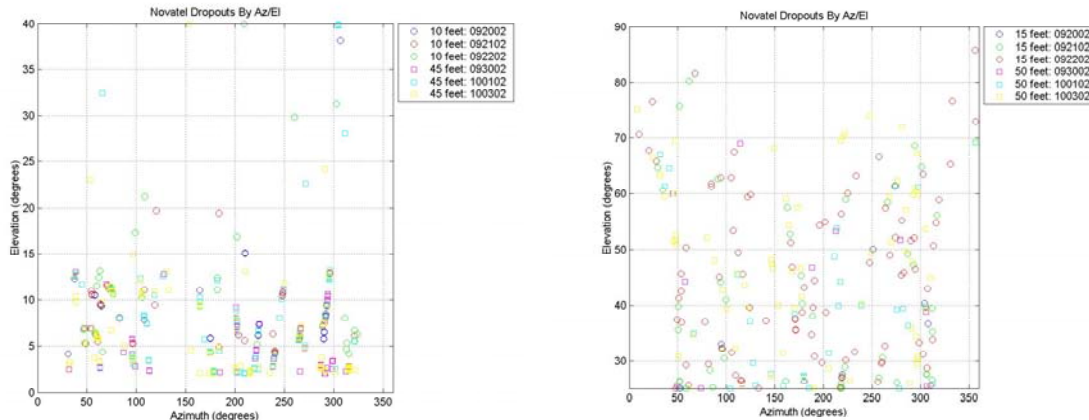 Novatel Dropouts By Az/El
40
35
30
25
20
15
10
5
0
Elevation (degrees)
0 50 100 150 200 250 300 350
Azimuth (degrees)
10 feet: 092002
10 feet: 092102
10 feet: 092202
45 feet: 093002
45 feet: 100102
45 feet: 100302
Novatel Dropouts By Az/El
90
80
70
60
50
40
30
Elevation (degrees)
0 50 100 150 200 250 300 350
Azimuth (degrees)
15 feet: 092002
15 feet: 092102
15 feet: 092202
50 feet: 093002
50 feet: 100102
50 feet: 100302